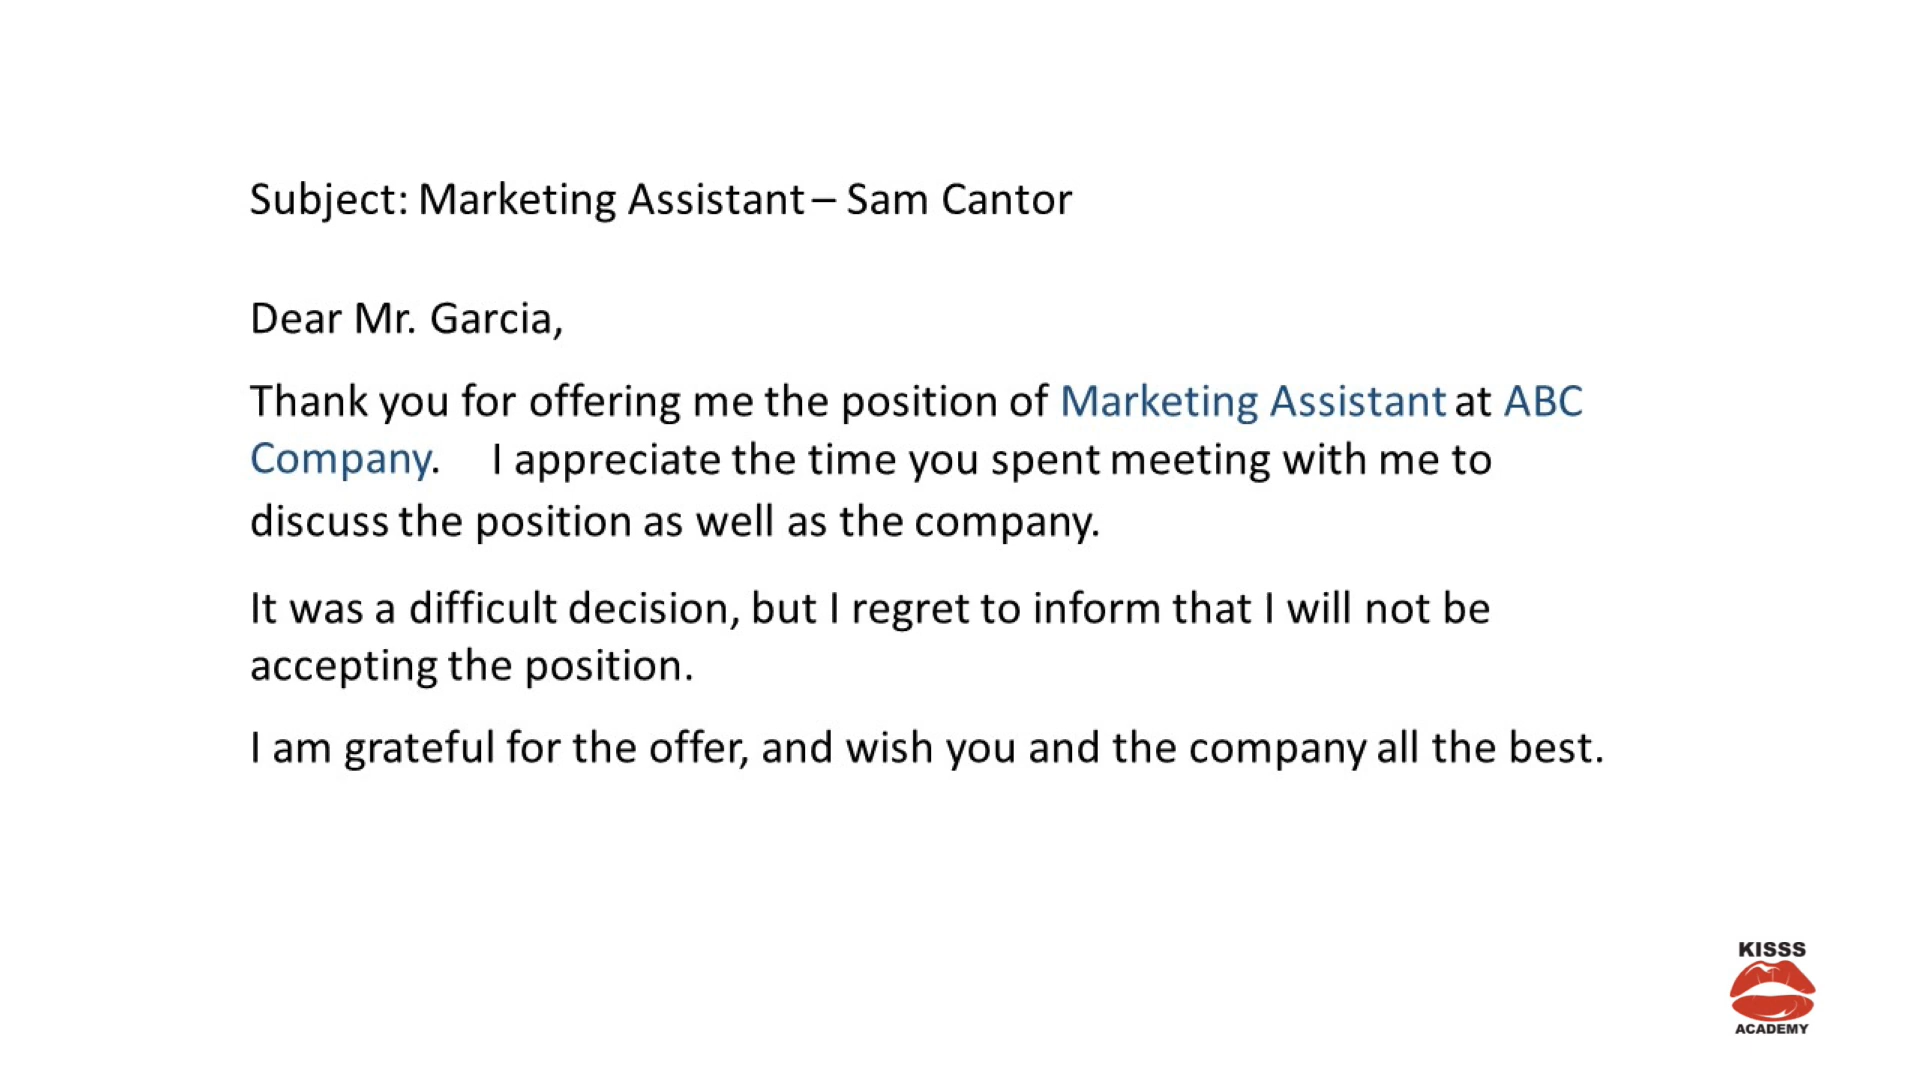 Subject: Marketing Assistant – Sam Cantor
Dear Mr. Garcia,
Thank you for offering me the position of Marketing Assistant at ABC
Company. I appreciate the time you spent meeting with me to
discuss the position as well as the company.
It was a difficult decision, but I regret to inform that I will not be
accepting the position.
I am grateful for the offer, and wish you and the company all the best.
KISSS
ACADEMY